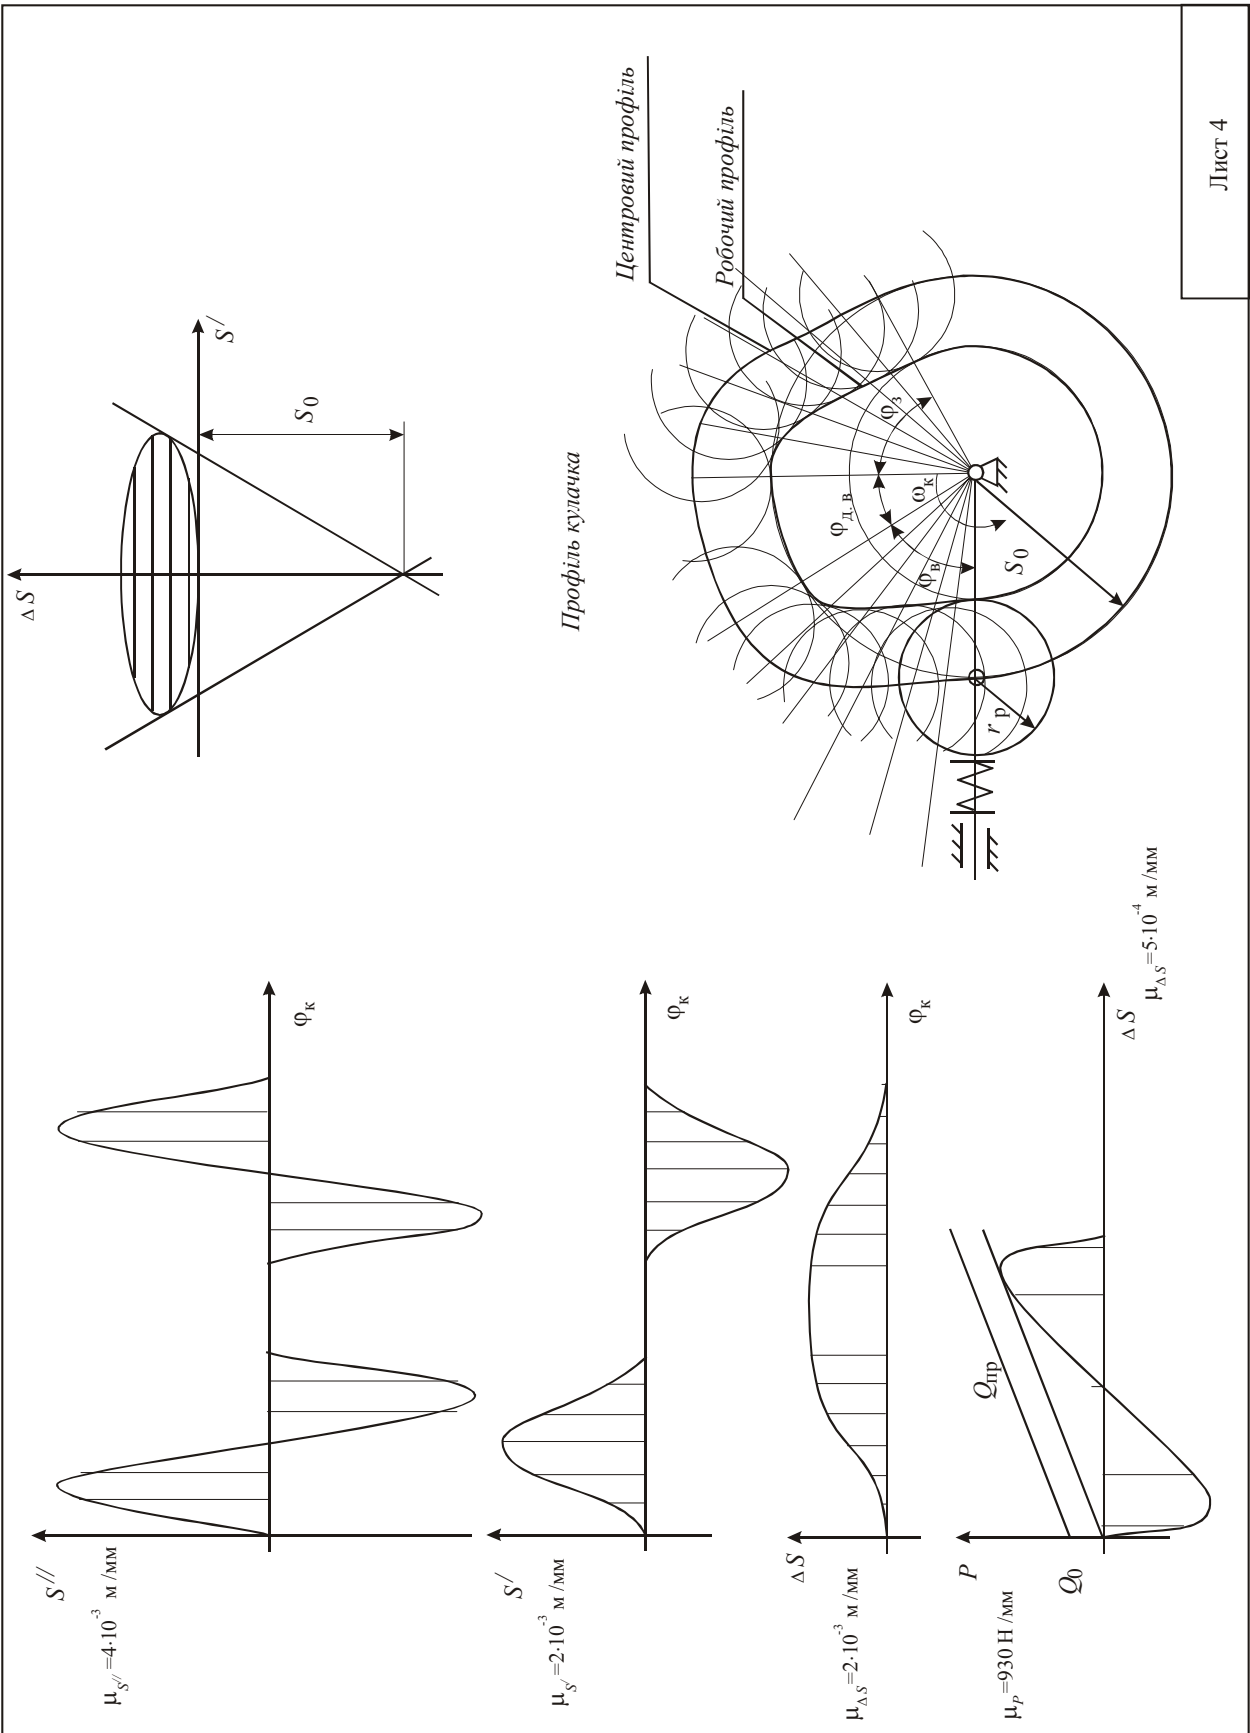 S//
μS//=4·10-3 м/мм
φк
S/
μS/=2·10-3 м/мм
φк
ΔS
μΔS=2·10-3 м/мм
φк
P
μP=930 Н/мм
Q0
Qпр
ΔS
μΔS=5·10-4 м/мм
ΔS
S/
S0
Профіль кулачка
Центровий профіль
Робочий профіль
φз
φд. в
ωк
φв
S0
rр
Лист 4